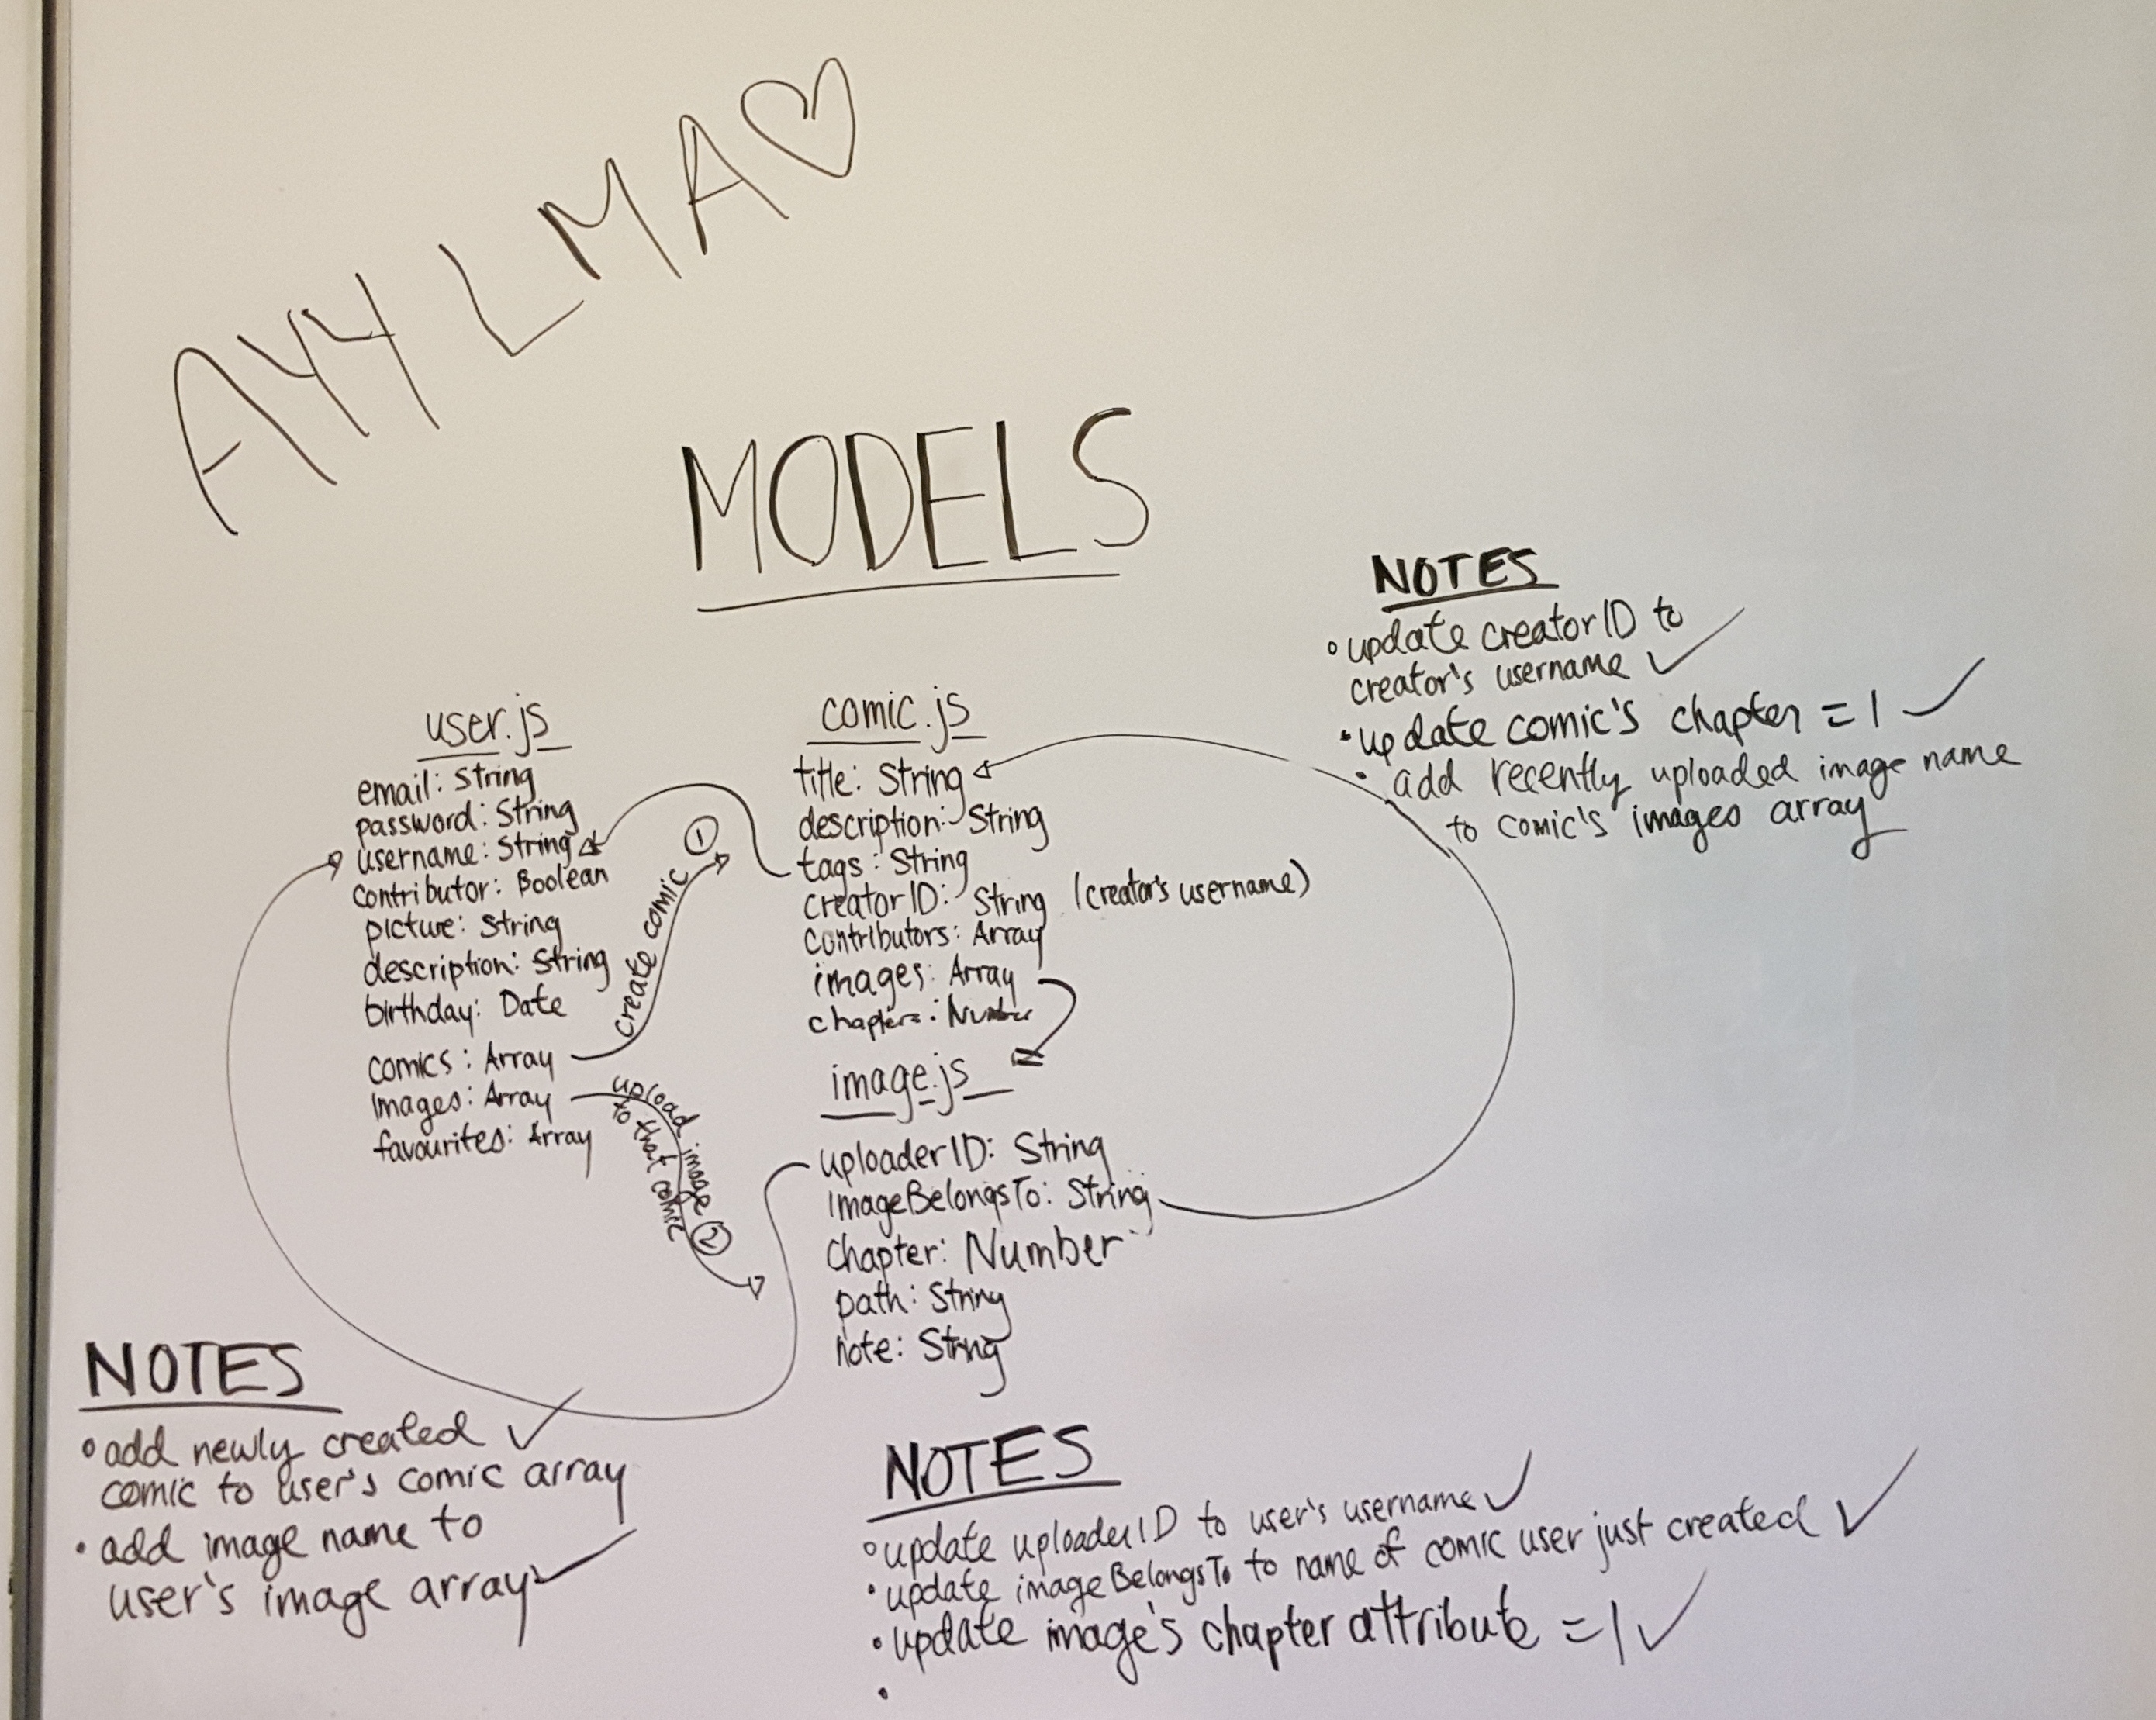 AYY LMA♡
MODELS
user.js
email: String
password: String
username: String
contributor: Boolean
picture: String
description: String
birthday: Date
comics: Array
images: Array
favourites: Array
create comic ①
upload image ②
to that comic
comic.js
title: String
description: String
tags: String
creatorID: String (creator's username)
contributors: Array
images: Array
chapters: Number
image.js
uploaderID: String
imageBelongsTo: String
chapter: Number
path: String
note: String
NOTES
• update creatorID to
creator's username ✓
• update comic's chapter = 1 ✓
• add recently uploaded image name
to comic's images array
NOTES
• add newly created ✓
comic to user's comic array
• add image name to
user's image array ✓
NOTES
• update uploaderID to user's username ✓
• update imageBelongsTo to name of comic user just created ✓
• update image's chapter attribute = 1 ✓
•